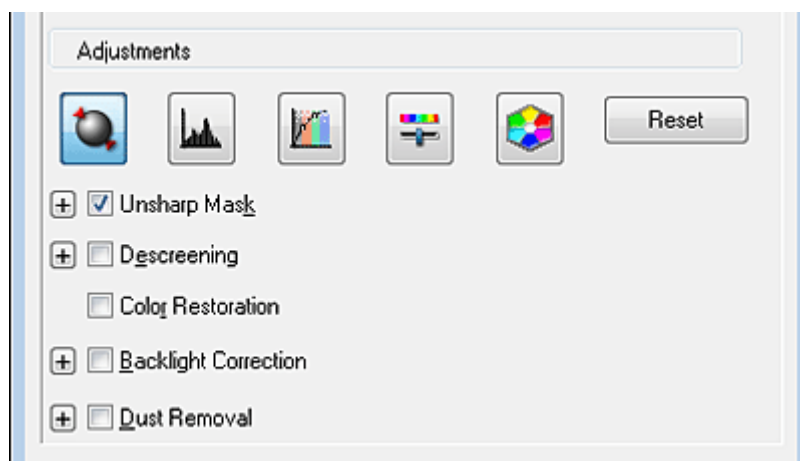 Adjustments
Reset
Unsharp Mask
Descreening
Color Restoration
Backlight Correction
Dust Removal